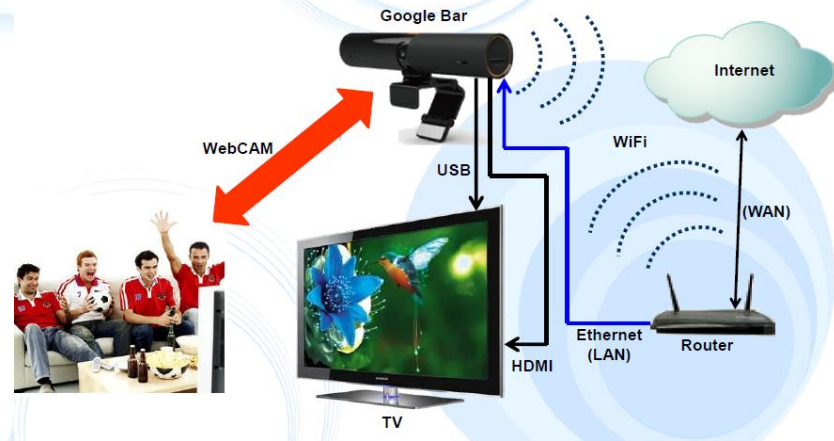 Google Bar
Internet
WebCAM
WiFi
USB
(WAN)
Ethernet
(LAN)
Router
HDMI
TV